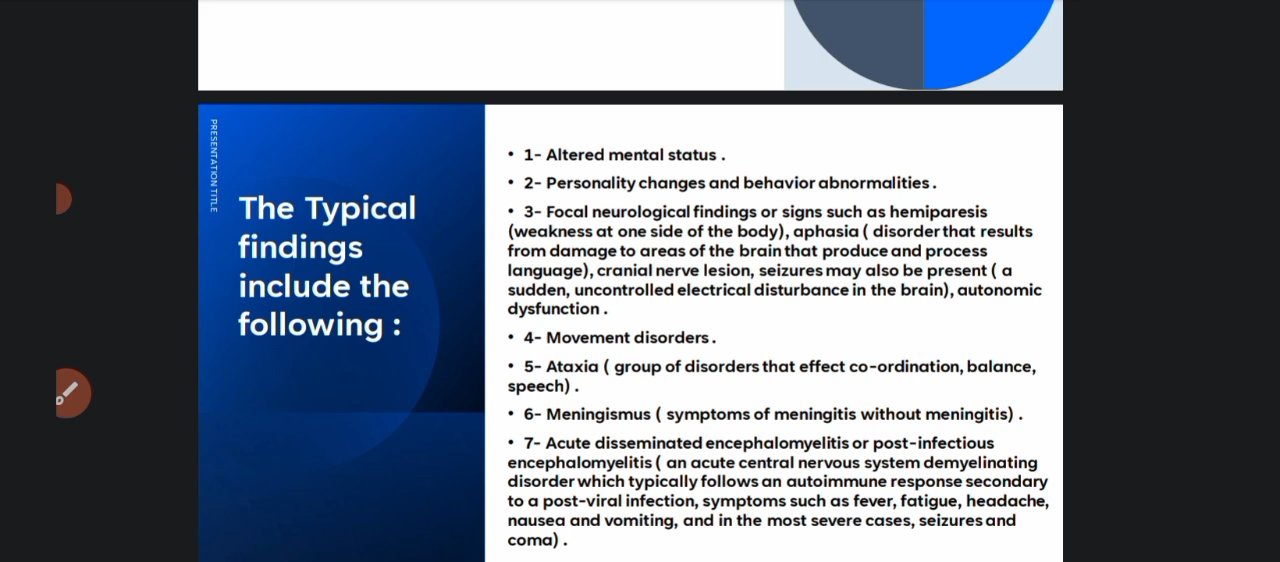 PRESENTATION TITLE
The Typical
findings
include the
following :
• 1- Altered mental status .
• 2- Personality changes and behavior abnormalities .
• 3- Focal neurological findings or signs such as hemiparesis
(weakness at one side of the body), aphasia ( disorder that results
from damage to areas of the brain that produce and process
language), cranial nerve lesion, seizures may also be present ( a
sudden, uncontrolled electrical disturbance in the brain), autonomic
dysfunction .
• 4- Movement disorders .
• 5- Ataxia ( group of disorders that effect co-ordination, balance,
speech) .
• 6- Meningismus ( symptoms of meningitis without meningitis) .
• 7- Acute disseminated encephalomyelitis or post-infectious
encephalomyelitis ( an acute central nervous system demyelinating
disorder which typically follows an autoimmune response secondary
to a post-viral infection, symptoms such as fever, fatigue, headache,
nausea and vomiting, and in the most severe cases, seizures and
coma) .